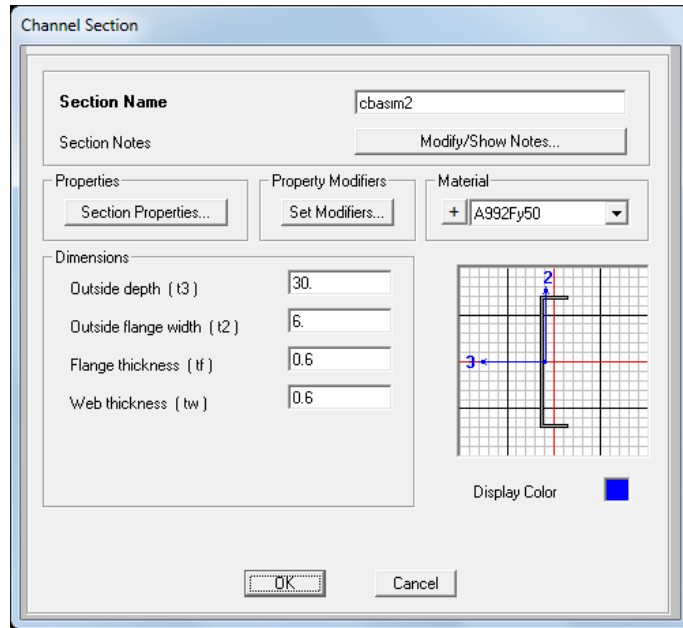 Channel Section
Section Name cbasım2
Section Notes Modify/Show Notes...
Properties Property Modifiers Material
Section Properties... Set Modifiers... + A992Fy50
Dimensions
Outside depth ( t3 ) 30.
Outside flange width ( t2 ) 6.
Flange thickness ( tf ) 0.6
Web thickness ( tw ) 0.6
2
3
Display Color
OK Cancel